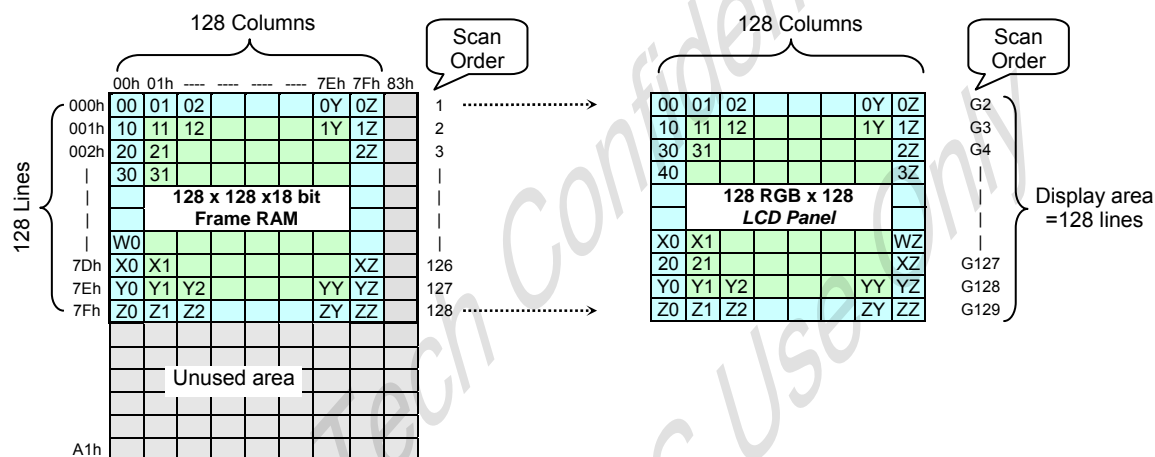 128 Columns
128 Columns
Scan Order
Scan Order
00h 01h ---- ---- ---- ---- 7Eh 7Fh 83h
000h 00 01 02 0Y 0Z 1 00 01 02 0Y 0Z G2
001h 10 11 12 1Y 1Z 2 10 11 12 1Y 1Z G3
002h 20 21 2Z 3 30 31 2Z G4
30 31 40 3Z
128 x 128 x18 bit
Frame RAM
128 RGB x 128
LCD Panel
128 Lines
Display area
=128 lines
W0 X0 X1 WZ
7Dh X0 X1 XZ 126 20 21 XZ G127
7Eh Y0 Y1 Y2 YY YZ 127 Y0 Y1 Y2 YY YZ G128
7Fh Z0 Z1 Z2 ZY ZZ 128 Z0 Z1 Z2 ZY ZZ G129
Unused area
A1h
Tech
Use Only